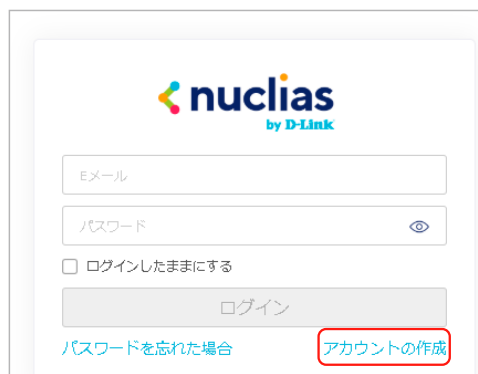 nuclias
by D-Link
Eメール
パスワード
ログインしたままにする
ログイン
パスワードを忘れた場合 アカウントの作成